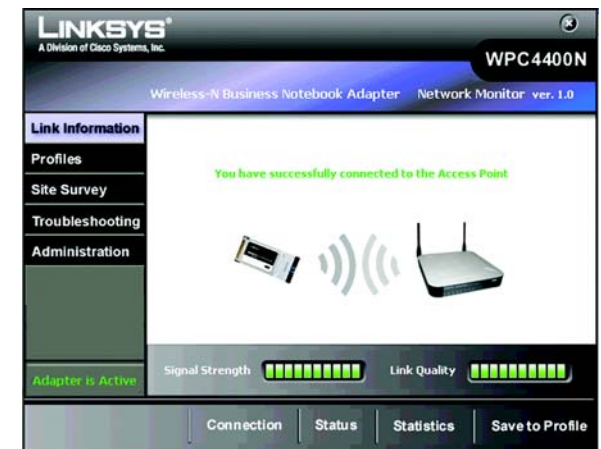 LINKSYS®
A Division of Cisco Systems, Inc.
WPC4400N
Wireless-N Business Notebook Adapter Network Monitor ver. 1.0
Link Information
Profiles
Site Survey
Troubleshooting
Administration
You have successfully connected to the Access Point
Adapter is Active
Signal Strength
Link Quality
Connection
Status
Statistics
Save to Profile